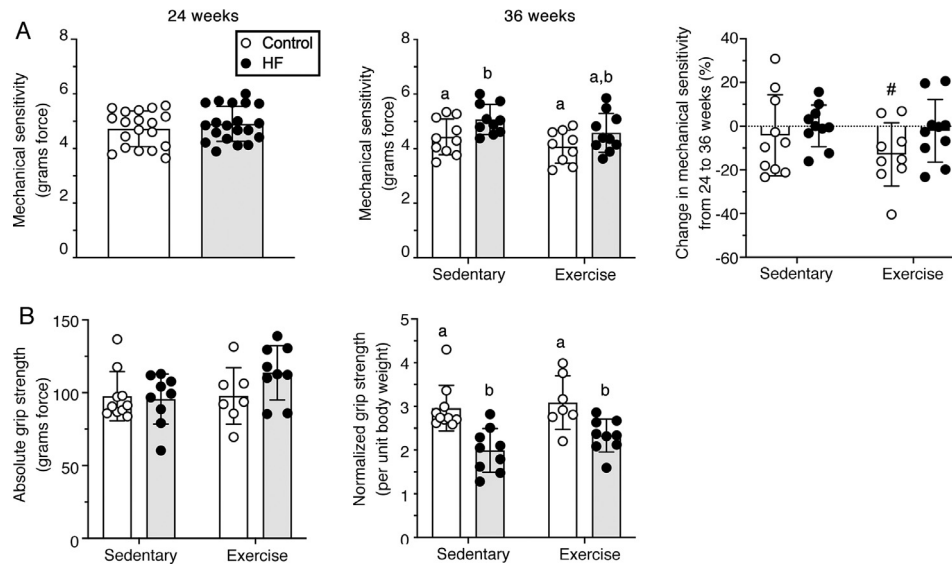 A
24 weeks
Control
HF
Mechanical sensitivity
(grams force)
8
6
4
2
0
36 weeks
Mechanical sensitivity
(grams force)
8
6
4
2
0
a
b
a
a,b
Sedentary
Exercise
Change in mechanical sensitivity
from 24 to 36 weeks (%)
40
20
0
-20
-40
-60
#
Sedentary
Exercise
B
Absolute grip strength
(grams force)
150
100
50
0
Sedentary
Exercise
Normalized grip strength
(per unit body weight)
5
4
3
2
1
0
a
b
a
b
Sedentary
Exercise